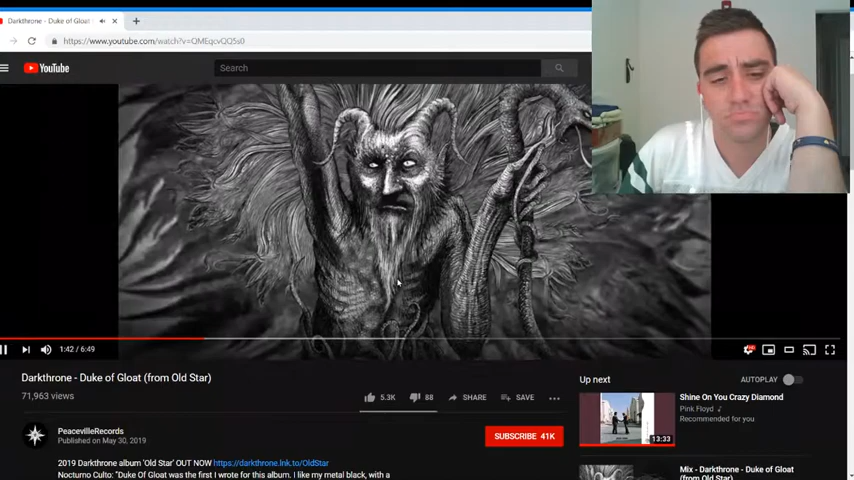 Darkthrone - Duke of Gloat
https://www.youtube.com/watch?v=QMEqcvQQ5s0
YouTube
Search
1:42 / 6:49
Darkthrone - Duke of Gloat (from Old Star)
71,963 views
5.3K
88
SHARE
SAVE
PeacevilleRecords
Published on May 30, 2019
SUBSCRIBE 41K
2019 Darkthrone album 'Old Star' OUT NOW https://darkthrone.lnk.to/OldStar
Nocturno Culto: "Duke Of Gloat was the first I wrote for this album. I like my metal black, with a
Up next
AUTOPLAY
Shine On You Crazy Diamond
Pink Floyd
Recommended for you
13:33
Mix - Darkthrone - Duke of Gloat
(from Old Star)